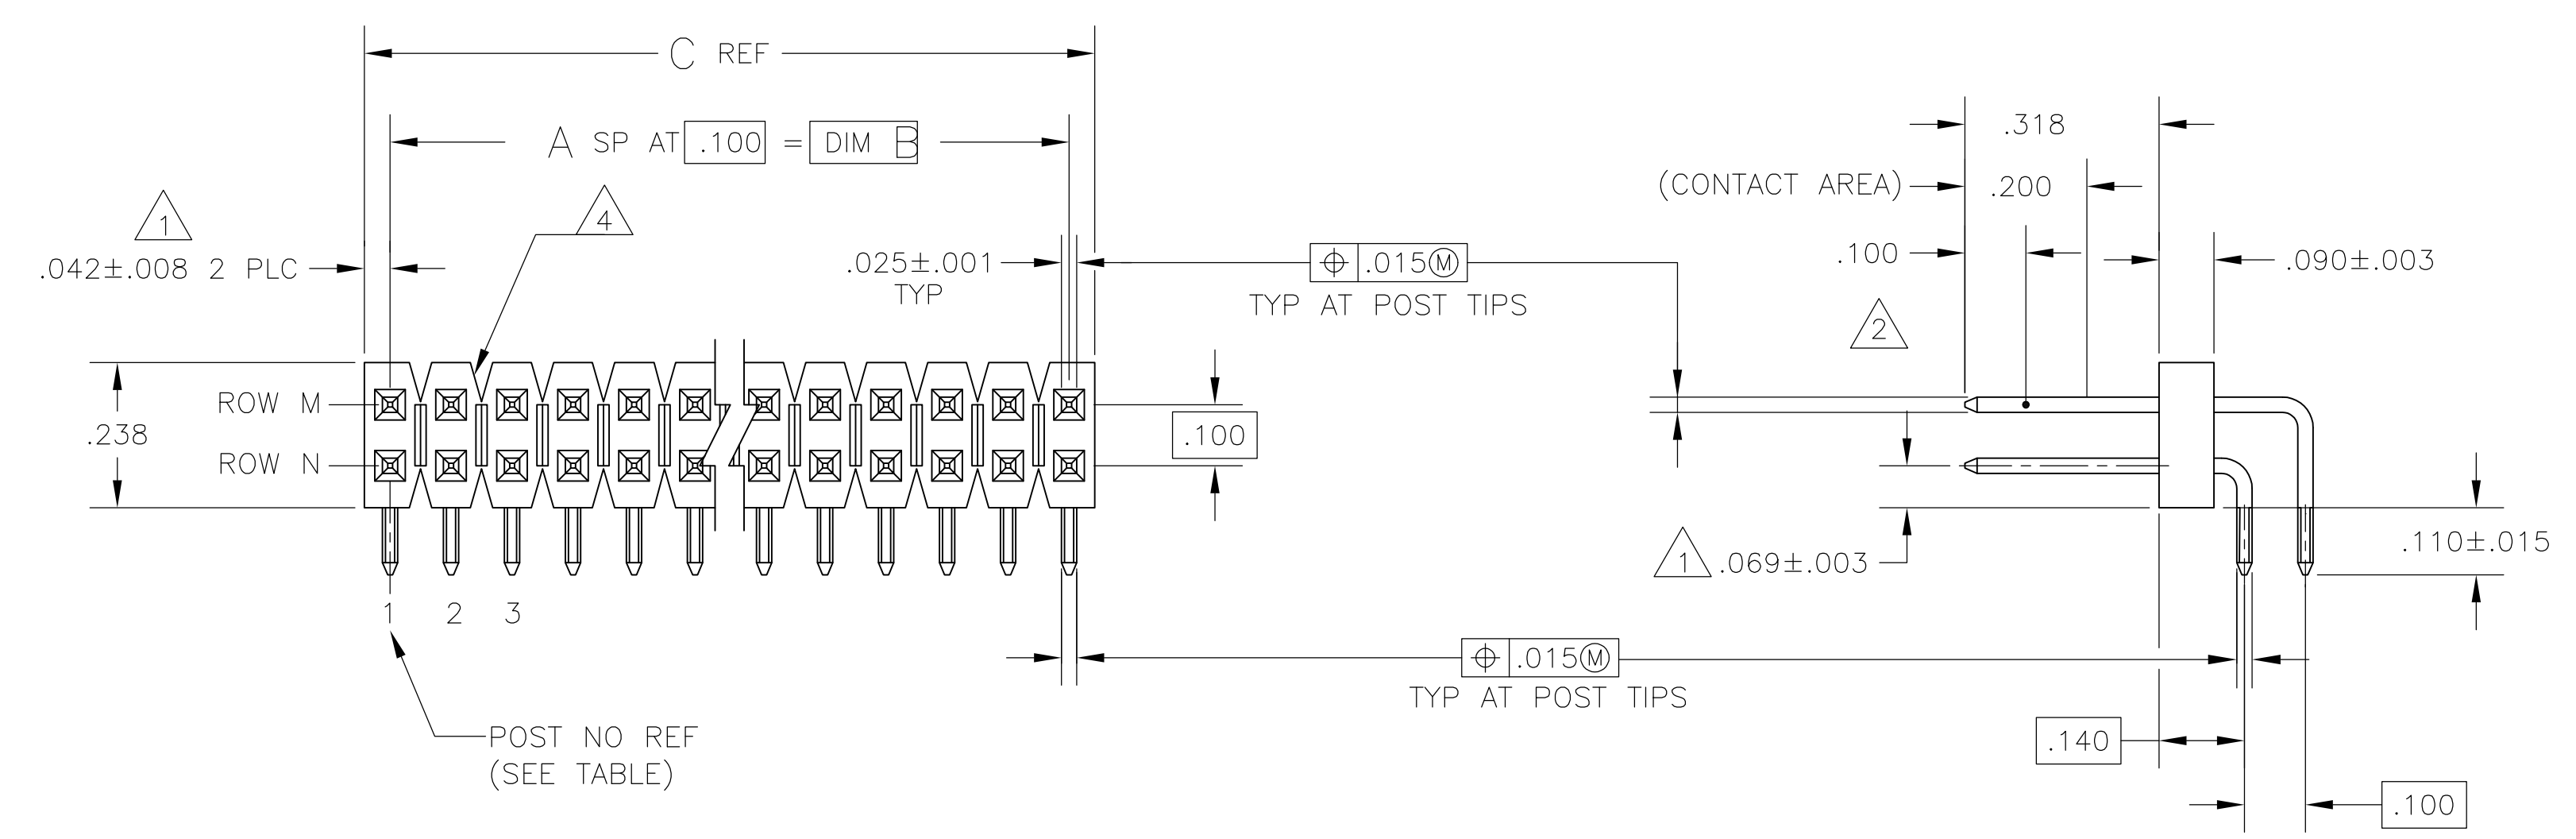 C REF
A SP AT .100 = DIM B
1
.042±.008 2 PLC
4
.025±.001
TYP
⌖ .015Ⓜ
TYP AT POST TIPS
ROW M
ROW N
.238
.100
1 2 3
POST NO REF
(SEE TABLE)
⌖ .015Ⓜ
TYP AT POST TIPS
.318
(CONTACT AREA) .200
.100
.090±.003
2
1 .069±.003
.110±.015
.140
.100